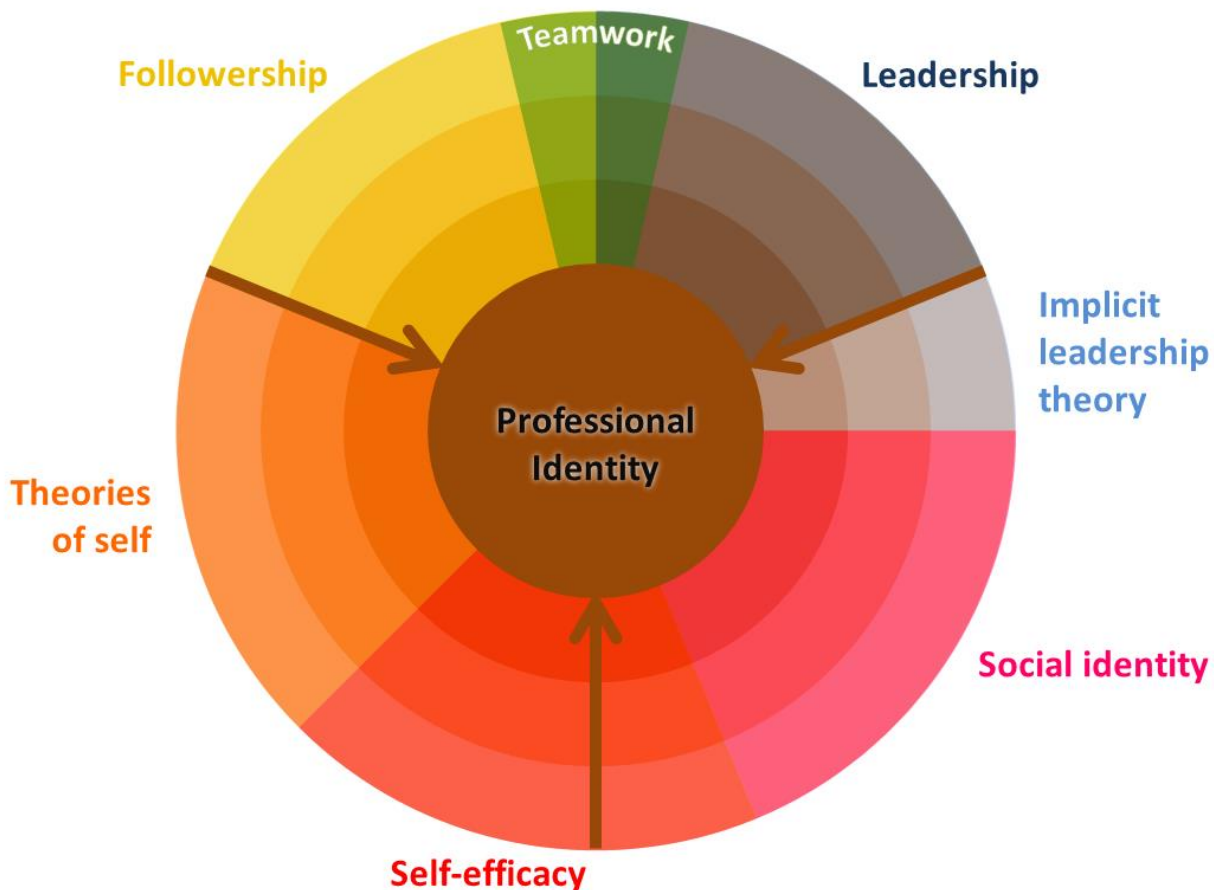 Teamwork
Followership
Leadership
Implicit
leadership
theory
Professional
Identity
Theories
of self
Social identity
Self-efficacy